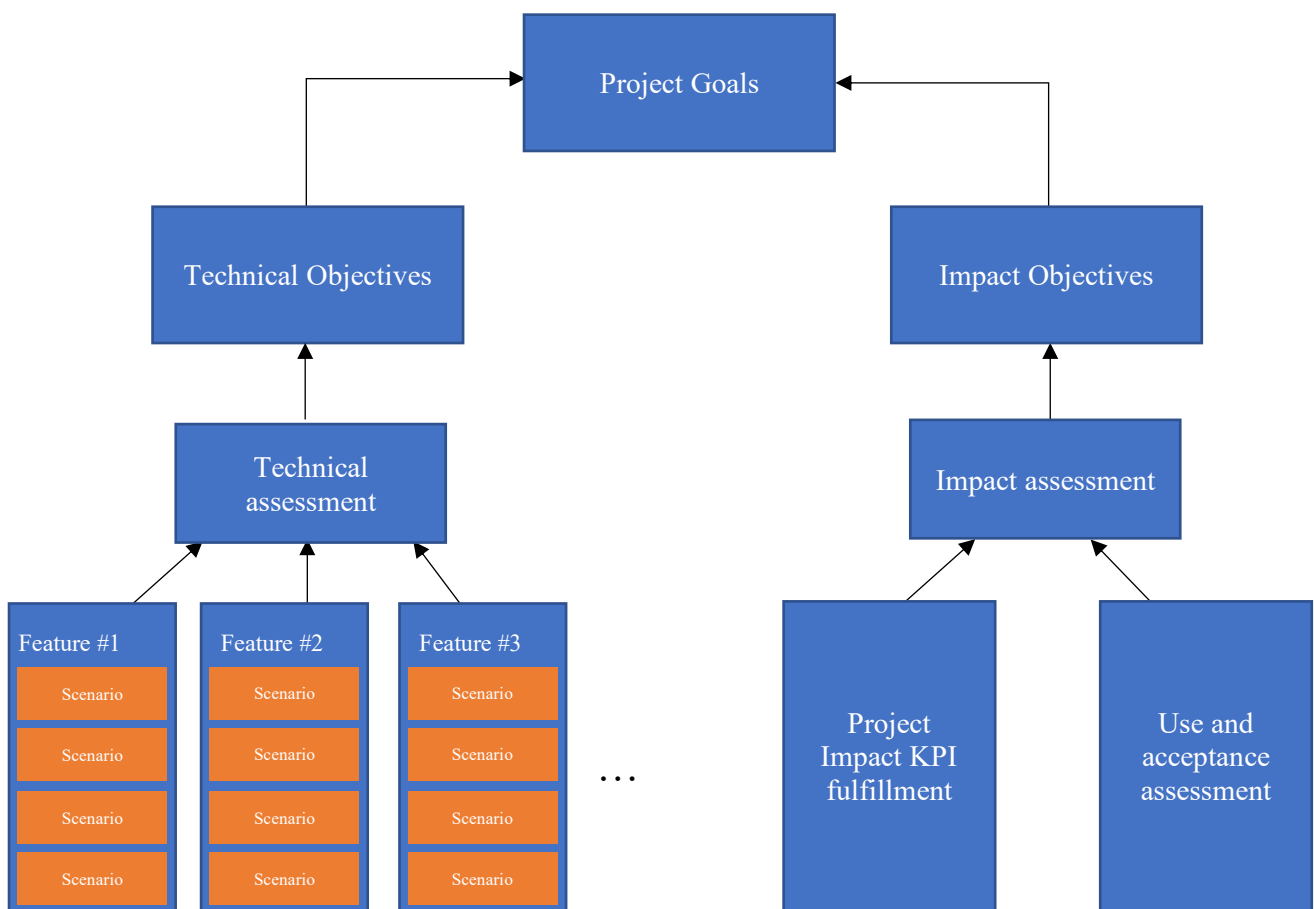 Project Goals
Technical Objectives
Impact Objectives
Technical
assessment
Impact assessment
Feature #1
Scenario
Scenario
Scenario
Scenario
Feature #2
Scenario
Scenario
Scenario
Scenario
Feature #3
Scenario
Scenario
Scenario
Scenario
…
Project
Impact KPI
fulfillment
Use and
acceptance
assessment